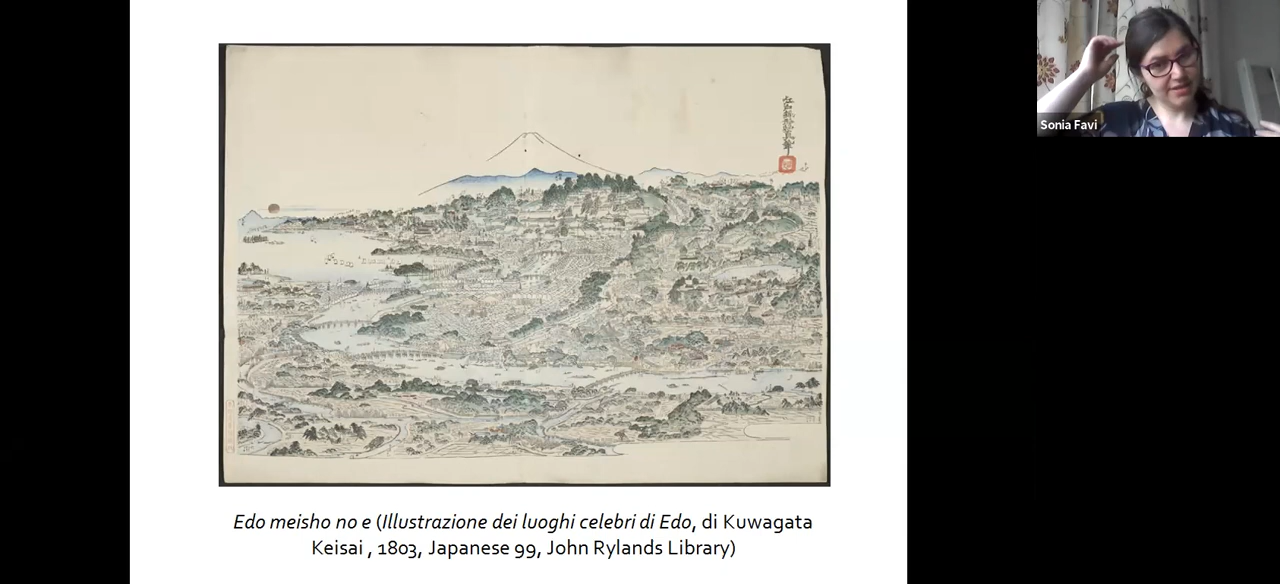 Sonia Favi
Edo meisho no e (Illustrazione dei luoghi celebri di Edo, di Kuwagata
Keisai , 1803, Japanese 99, John Rylands Library)